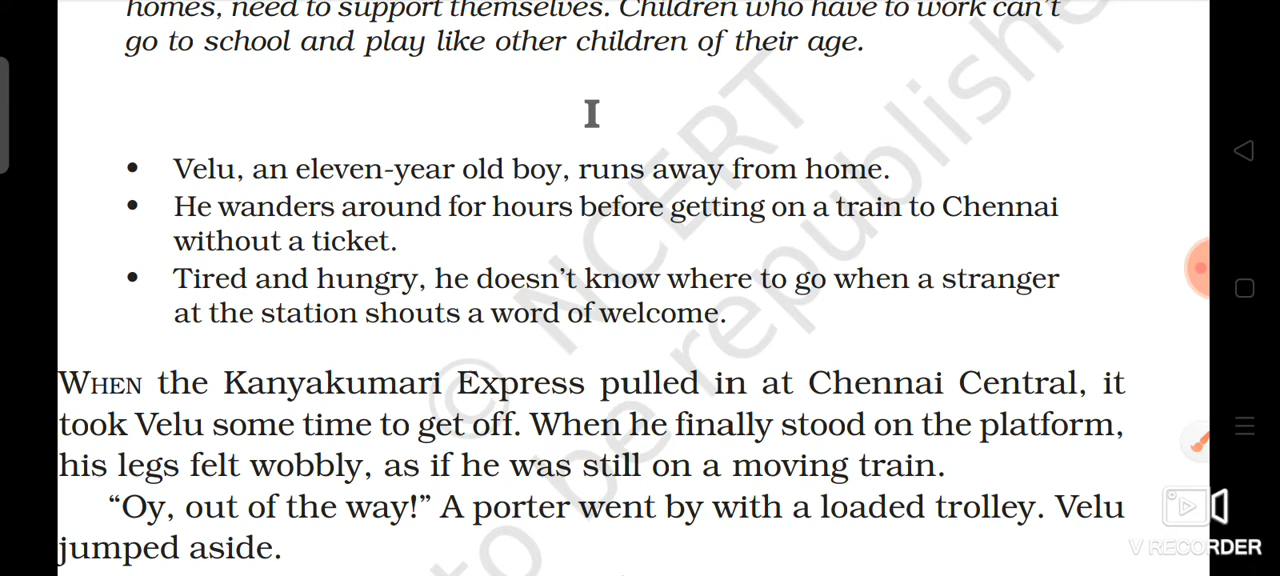 homes, need to support themselves. Children who have to work can't
go to school and play like other children of their age.
I
• Velu, an eleven-year old boy, runs away from home.
• He wanders around for hours before getting on a train to Chennai
without a ticket.
• Tired and hungry, he doesn't know where to go when a stranger
at the station shouts a word of welcome.
WHEN the Kanyakumari Express pulled in at Chennai Central, it
took Velu some time to get off. When he finally stood on the platform,
his legs felt wobbly, as if he was still on a moving train.
“Oy, out of the way!” A porter went by with a loaded trolley. Velu
jumped aside.
© NCERT
to be republishe
V RECORDER